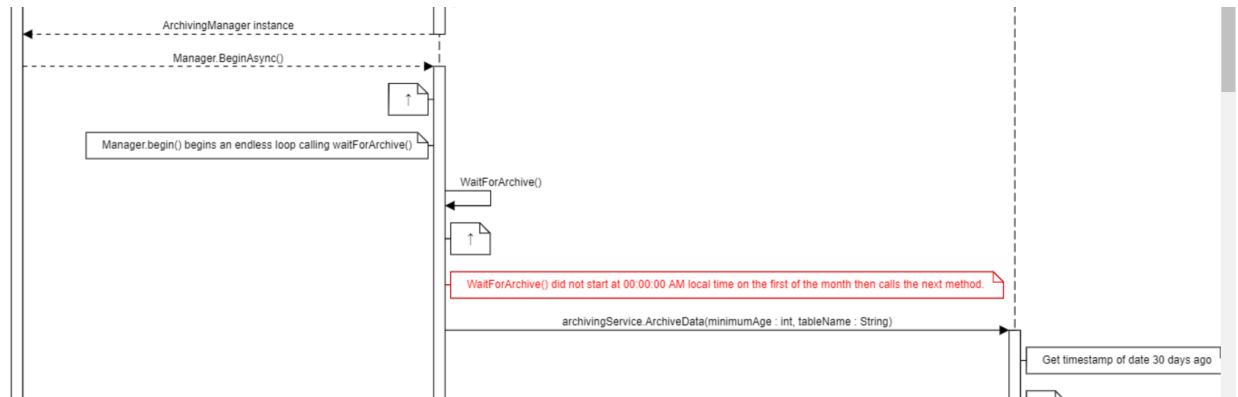 ArchivingManager instance
Manager.BeginAsync()
↑
Manager.begin() begins an endless loop calling waitForArchive()
WaitForArchive()
↑
WaitForArchive() did not start at 00:00:00 AM local time on the first of the month then calls the next method.
archivingService.ArchiveData(minimumAge : int, tableName : String)
Get timestamp of date 30 days ago